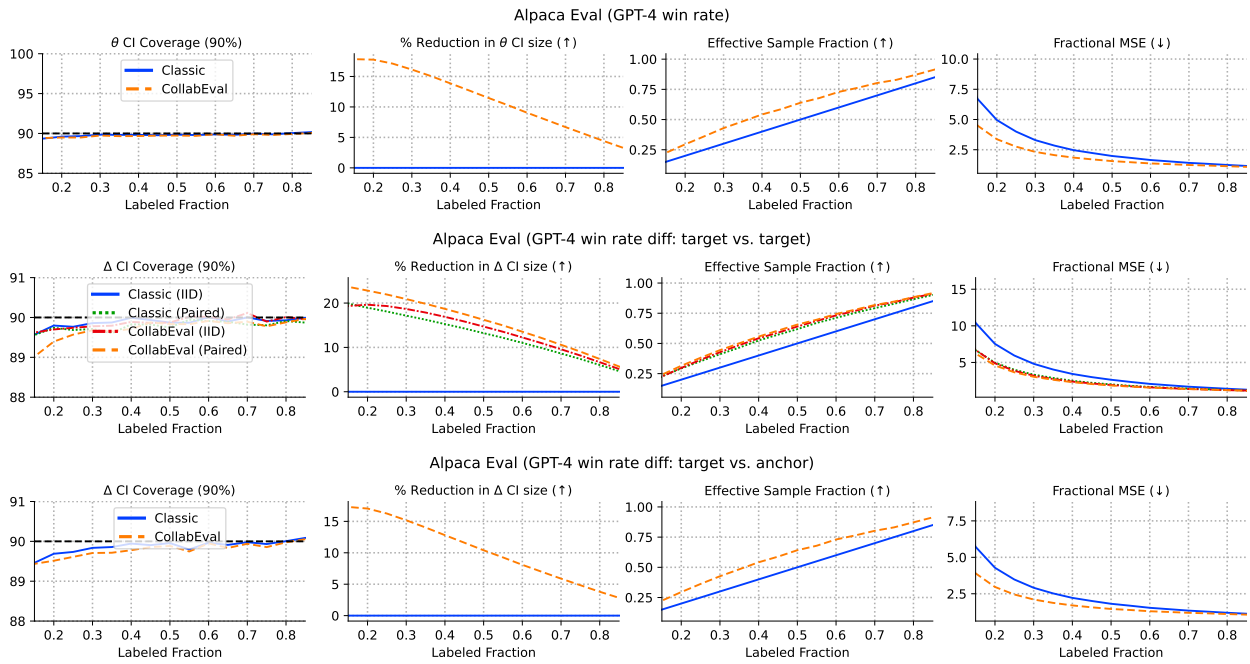 Alpaca Eval (GPT-4 win rate)
θ CI Coverage (90%)
100
95
90
85
0.2 0.3 0.4 0.5 0.6 0.7 0.8
Labeled Fraction
Classic
CollabEval
% Reduction in θ CI size (↑)
15
10
5
0
0.2 0.3 0.4 0.5 0.6 0.7 0.8
Labeled Fraction
Effective Sample Fraction (↑)
1.00
0.75
0.50
0.25
0.2 0.3 0.4 0.5 0.6 0.7 0.8
Labeled Fraction
Fractional MSE (↓)
10.0
7.5
5.0
2.5
0.2 0.3 0.4 0.5 0.6 0.7 0.8
Labeled Fraction
Alpaca Eval (GPT-4 win rate diff: target vs. target)
Δ CI Coverage (90%)
91
90
89
88
0.2 0.3 0.4 0.5 0.6 0.7 0.8
Labeled Fraction
Classic (IID)
Classic (Paired)
CollabEval (IID)
CollabEval (Paired)
% Reduction in Δ CI size (↑)
20
10
0
0.2 0.3 0.4 0.5 0.6 0.7 0.8
Labeled Fraction
Effective Sample Fraction (↑)
1.00
0.75
0.50
0.25
0.2 0.3 0.4 0.5 0.6 0.7 0.8
Labeled Fraction
Fractional MSE (↓)
15
10
5
0.2 0.3 0.4 0.5 0.6 0.7 0.8
Labeled Fraction
Alpaca Eval (GPT-4 win rate diff: target vs. anchor)
Δ CI Coverage (90%)
91
90
89
88
0.2 0.3 0.4 0.5 0.6 0.7 0.8
Labeled Fraction
Classic
CollabEval
% Reduction in Δ CI size (↑)
15
10
5
0
0.2 0.3 0.4 0.5 0.6 0.7 0.8
Labeled Fraction
Effective Sample Fraction (↑)
1.00
0.75
0.50
0.25
0.2 0.3 0.4 0.5 0.6 0.7 0.8
Labeled Fraction
Fractional MSE (↓)
7.5
5.0
2.5
0.2 0.3 0.4 0.5 0.6 0.7 0.8
Labeled Fraction